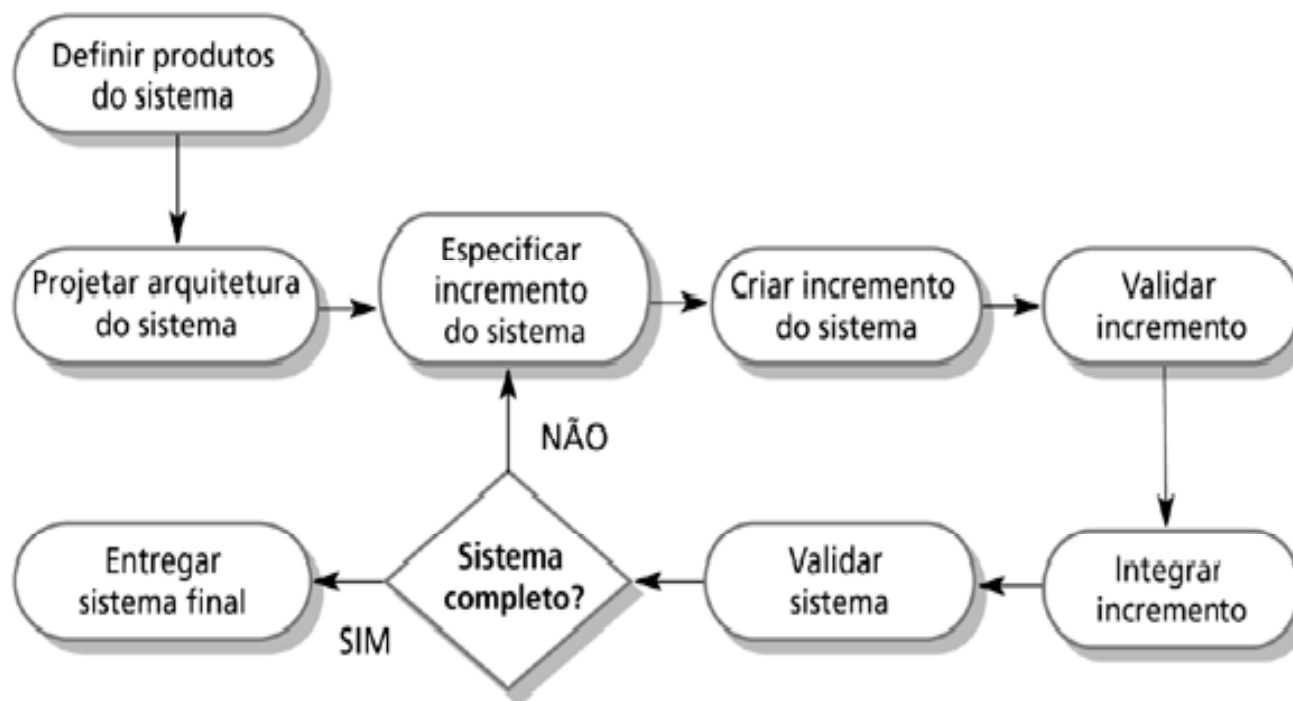 Definir produtos
do sistema
Projetar arquitetura
do sistema
Especificar
incremento
do sistema
Criar incremento
do sistema
Validar
incremento
NÃO
Entregar
sistema final
SIM
Sistema
completo?
Validar
sistema
Integrar
incremento